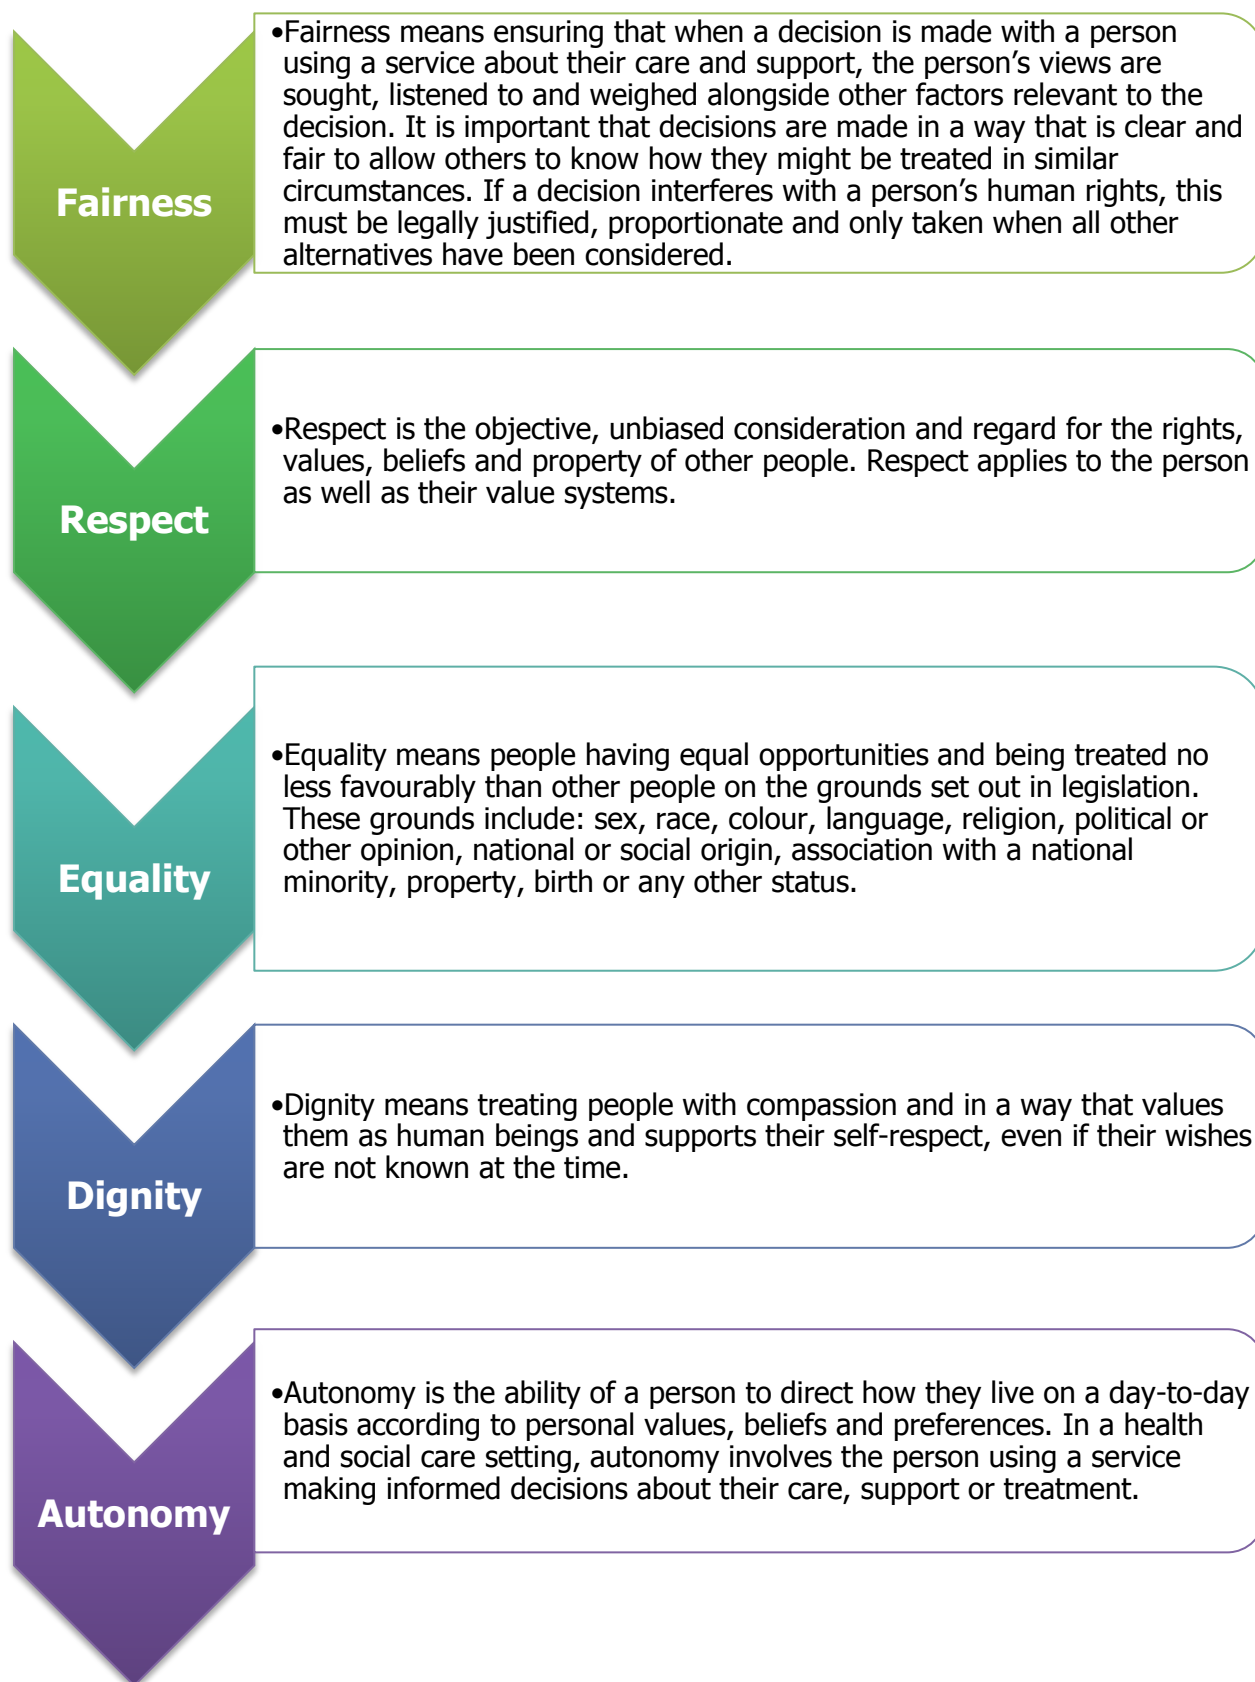 Fairness
•Fairness means ensuring that when a decision is made with a person
using a service about their care and support, the person’s views are
sought, listened to and weighed alongside other factors relevant to the
decision. It is important that decisions are made in a way that is clear and
fair to allow others to know how they might be treated in similar
circumstances. If a decision interferes with a person’s human rights, this
must be legally justified, proportionate and only taken when all other
alternatives have been considered.
Respect
•Respect is the objective, unbiased consideration and regard for the rights,
values, beliefs and property of other people. Respect applies to the person
as well as their value systems.
Equality
•Equality means people having equal opportunities and being treated no
less favourably than other people on the grounds set out in legislation.
These grounds include: sex, race, colour, language, religion, political or
other opinion, national or social origin, association with a national
minority, property, birth or any other status.
Dignity
•Dignity means treating people with compassion and in a way that values
them as human beings and supports their self-respect, even if their wishes
are not known at the time.
Autonomy
•Autonomy is the ability of a person to direct how they live on a day-to-day
basis according to personal values, beliefs and preferences. In a health
and social care setting, autonomy involves the person using a service
making informed decisions about their care, support or treatment.